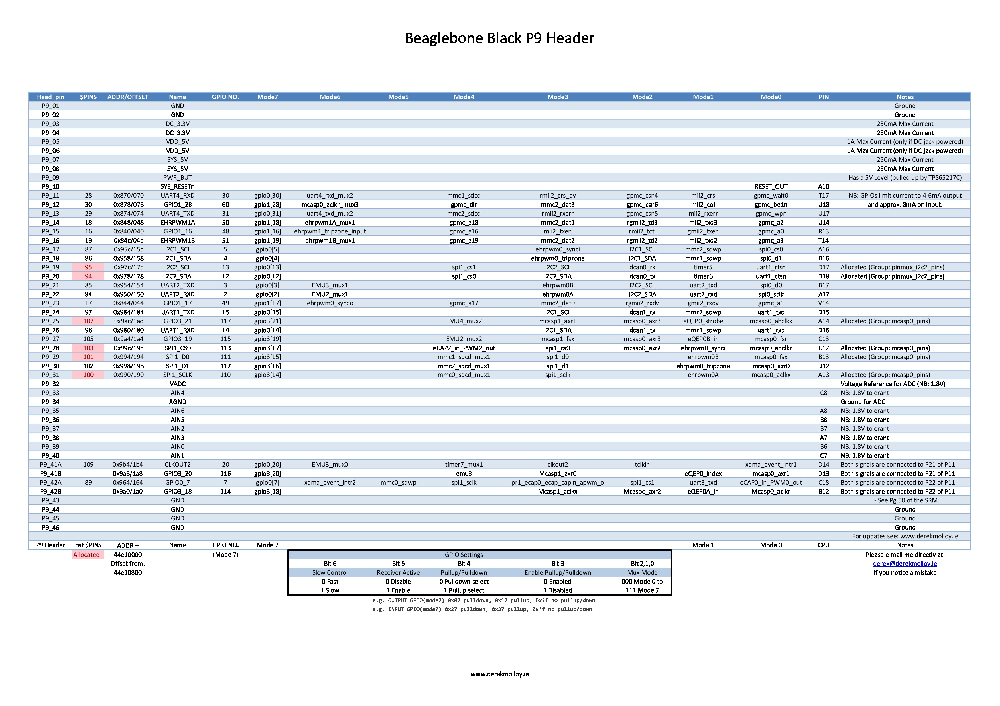 Beaglebone Black P9 Header
Head_pin $PINS ADDR/OFFSET Name GPIO NO. Mode7 Mode6 Mode5 Mode4 Mode3 Mode2 Mode1 Mode0 PIN Notes
P9_01 GND Ground
P9_02 GND Ground
P9_03 DC_3.3V 250mA Max Current
P9_04 DC_3.3V 250mA Max Current
P9_05 VDD_5V 1A Max Current (only if DC jack powered)
P9_06 VDD_5V 1A Max Current (only if DC jack powered)
P9_07 SYS_5V 250mA Max Current
P9_08 SYS_5V 250mA Max Current
P9_09 PWR_BUT Has a 5V Level (pulled up by TPS65217C)
P9_10 SYS_RESETn RESET_OUT A10
P9_11 28 0x870/070 UART4_RXD 30 gpio0[30] uart4_rxd_mux2 mmc1_sdcd rmii2_crs_dv gpmc_csn4 mii2_crs gpmc_wait0 T17 NB: GPIOs limit current to 4-6mA output
P9_12 30 0x878/078 GPIO1_28 60 gpio1[28] mcasp0_aclkr_mux3 gpmc_dir mmc2_dat3 gpmc_csn6 mii2_col gpmc_be1n U18 and approx. 8mA on input.
P9_13 29 0x874/074 UART4_TXD 31 gpio0[31] uart4_txd_mux2 mmc2_sdcd rmii2_rxerr gpmc_csn5 mii2_rxerr gpmc_wpn U17
P9_14 18 0x848/048 EHRPWM1A 50 gpio1[18] ehrpwm1A_mux1 gpmc_a18 mmc2_dat1 rgmii2_td3 mii2_txd3 gpmc_a2 U14
P9_15 16 0x840/040 GPIO1_16 48 gpio1[16] ehrpwm1_tripzone_input gpmc_a16 mii2_txen rmii2_tctl gmii2_txen gpmc_a0 R13
P9_16 19 0x84c/04c EHRPWM1B 51 gpio1[19] ehrpwm1B_mux1 gpmc_a19 mmc2_dat2 rgmii2_td2 mii2_txd2 gpmc_a3 T14
P9_17 87 0x95c/15c I2C1_SCL 5 gpio0[5] ehrpwm0_synci I2C1_SCL mmc2_sdwp spi0_cs0 A16
P9_18 86 0x958/158 I2C1_SDA 4 gpio0[4] ehrpwm0_tripzone I2C1_SDA mmc1_sdwp spi0_d1 B16
P9_19 95 0x97c/17c I2C2_SCL 13 gpio0[13] spi1_cs1 I2C2_SCL dcan0_rx timer5 uart1_rtsn D17 Allocated (Group: pinmux_i2c2_pins)
P9_20 94 0x978/178 I2C2_SDA 12 gpio0[12] spi1_cs0 I2C2_SDA dcan0_tx timer6 uart1_ctsn D18 Allocated (Group: pinmux_i2c2_pins)
P9_21 85 0x954/154 UART2_TXD 3 gpio0[3] EMU3_mux1 ehrpwm0B I2C2_SCL uart2_txd spi0_d0 B17
P9_22 84 0x950/150 UART2_RXD 2 gpio0[2] EMU2_mux1 ehrpwm0A I2C2_SDA uart2_rxd spi0_sclk A17
P9_23 17 0x844/044 GPIO1_17 49 gpio1[17] ehrpwm0_synco gpmc_a17 mmc2_dat0 rgmii2_rxdv gmii2_rxdv gpmc_a1 V14
P9_24 97 0x984/184 UART1_TXD 15 gpio0[15] I2C1_SCL dcan1_rx mmc2_sdwp uart1_txd D15
P9_25 107 0x9ac/1ac GPIO3_21 117 gpio3[21] EMU4_mux2 mcasp1_axr1 mcasp0_axr3 eQEP0_strobe mcasp0_ahclkx A14 Allocated (Group: mcasp0_pins)
P9_26 96 0x980/180 UART1_RXD 14 gpio0[14] I2C1_SDA dcan1_tx mmc1_sdwp uart1_rxd D16
P9_27 105 0x9a4/1a4 GPIO3_19 115 gpio3[19] EMU2_mux2 mcasp1_fsx mcasp0_axr3 eQEP0B_in mcasp0_fsr C13
P9_28 103 0x99c/19c SPI1_CS0 113 gpio3[17] eCAP2_in_PWM2_out spi1_cs0 mcasp0_axr2 ehrpwm0_synci mcasp0_ahclkr C12 Allocated (Group: mcasp0_pins)
P9_29 101 0x994/194 SPI1_D0 111 gpio3[15] mmc1_sdcd_mux1 spi1_d0 ehrpwm0B mcasp0_fsx B13 Allocated (Group: mcasp0_pins)
P9_30 102 0x998/198 SPI1_D1 112 gpio3[16] mmc2_sdcd_mux1 spi1_d1 ehrpwm0_tripzone mcasp0_axr0 D12
P9_31 100 0x990/190 SPI1_SCLK 110 gpio3[14] mmc0_sdcd_mux1 spi1_sclk ehrpwm0A mcasp0_aclkx A13 Allocated (Group: mcasp0_pins)
P9_32 VADC Voltage Reference for ADC (NB: 1.8V)
P9_33 AIN4 C8 NB: 1.8V tolerant
P9_34 AGND Ground for ADC
P9_35 AIN6 A8 NB: 1.8V tolerant
P9_36 AIN5 B8 NB: 1.8V tolerant
P9_37 AIN2 B7 NB: 1.8V tolerant
P9_38 AIN3 A7 NB: 1.8V tolerant
P9_39 AIN0 B6 NB: 1.8V tolerant
P9_40 AIN1 C7 NB: 1.8V tolerant
P9_41A 109 0x9b4/1b4 CLKOUT2 20 gpio0[20] EMU3_mux0 timer7_mux1 clkout2 tclkin xdma_event_intr1 D14 Both signals are connected to P21 of P11
P9_41B 0x9a8/1a8 GPIO3_20 116 gpio3[20] emu3 Mcasp1_axr0 eQEP0_index mcasp0_axr1 D13 Both signals are connected to P21 of P11
P9_42A 89 0x964/164 GPIO0_7 7 gpio0[7] xdma_event_intr2 mmc0_sdwp spi1_sclk pr1_ecap0_ecap_capin_apwm_o spi1_cs1 uart3_txd eCAP0_in_PWM0_out C18 Both signals are connected to P22 of P11
P9_42B 0x9a0/1a0 GPIO3_18 114 gpio3[18] Mcasp1_aclkx Mcaspo_axr2 eQEP0A_in Mcasp0_aclkr B12 Both signals are connected to P22 of P11
P9_43 GND - See Pg.50 of the SRM
P9_44 GND Ground
P9_45 GND Ground
P9_46 GND Ground
For updates see: www.derekmolloy.ie
P9 Header cat $PINS ADDR + Name GPIO NO. Mode 7 Mode 1 Mode 0 CPU Notes
Allocated 44e10000 (Mode 7) GPIO Settings Please e-mail me directly at:
Offset from: Bit 6 Bit 5 Bit 4 Bit 3 Bit 2,1,0 derek@derekmolloy.ie
44e10800 Slew Control Receiver Active Pullup/Pulldown Enable Pullup/Pulldown Mux Mode if you notice a mistake
0 Fast 0 Disable 0 Pulldown select 0 Enabled 000 Mode 0 to
1 Slow 1 Enable 1 Pullup select 1 Disabled 111 Mode 7
e.g. OUTPUT GPIO(mode7) 0x07 pulldown, 0x17 pullup, 0x?f no pullup/down
e.g. INPUT GPIO(mode7) 0x27 pulldown, 0x37 pullup, 0x?f no pullup/down
www.derekmolloy.ie